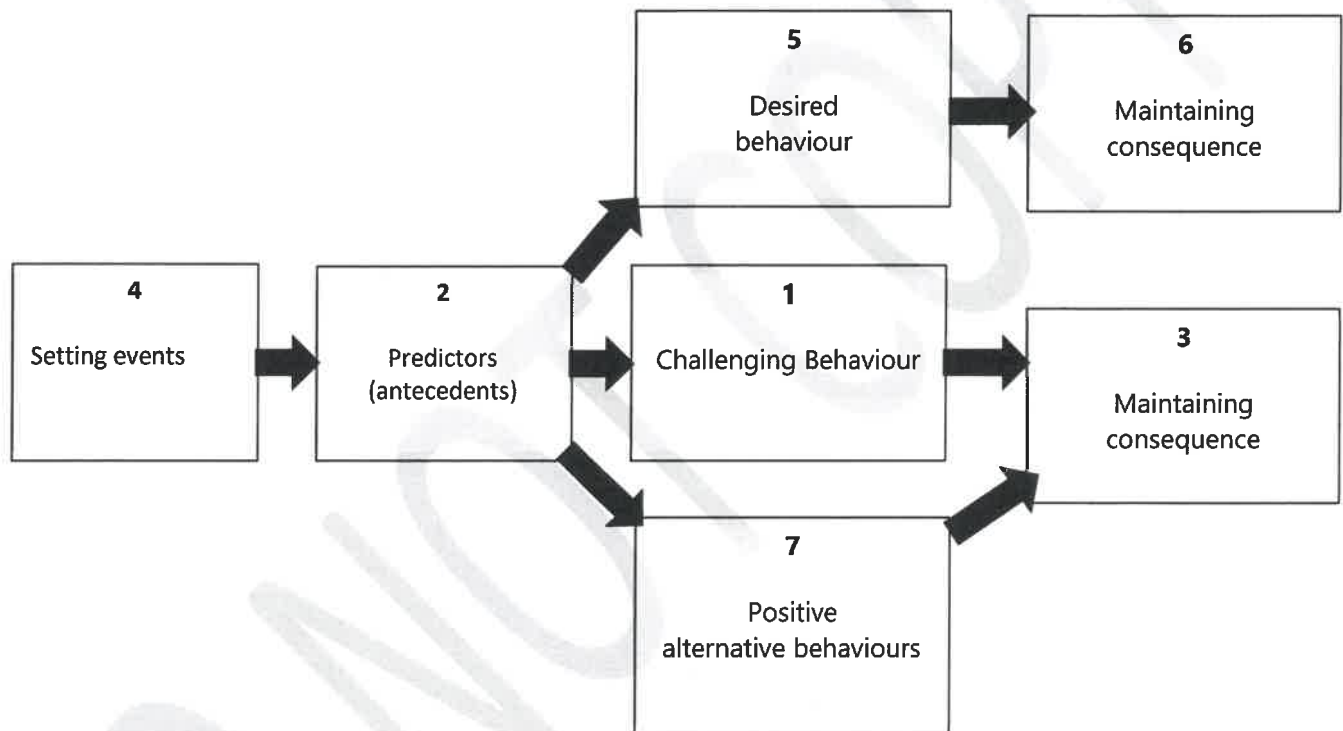 5
Desired
behaviour
6
Maintaining
consequence
4
Setting events
2
Predictors
(antecedents)
1
Challenging Behaviour
3
Maintaining
consequence
7
Positive
alternative behaviours